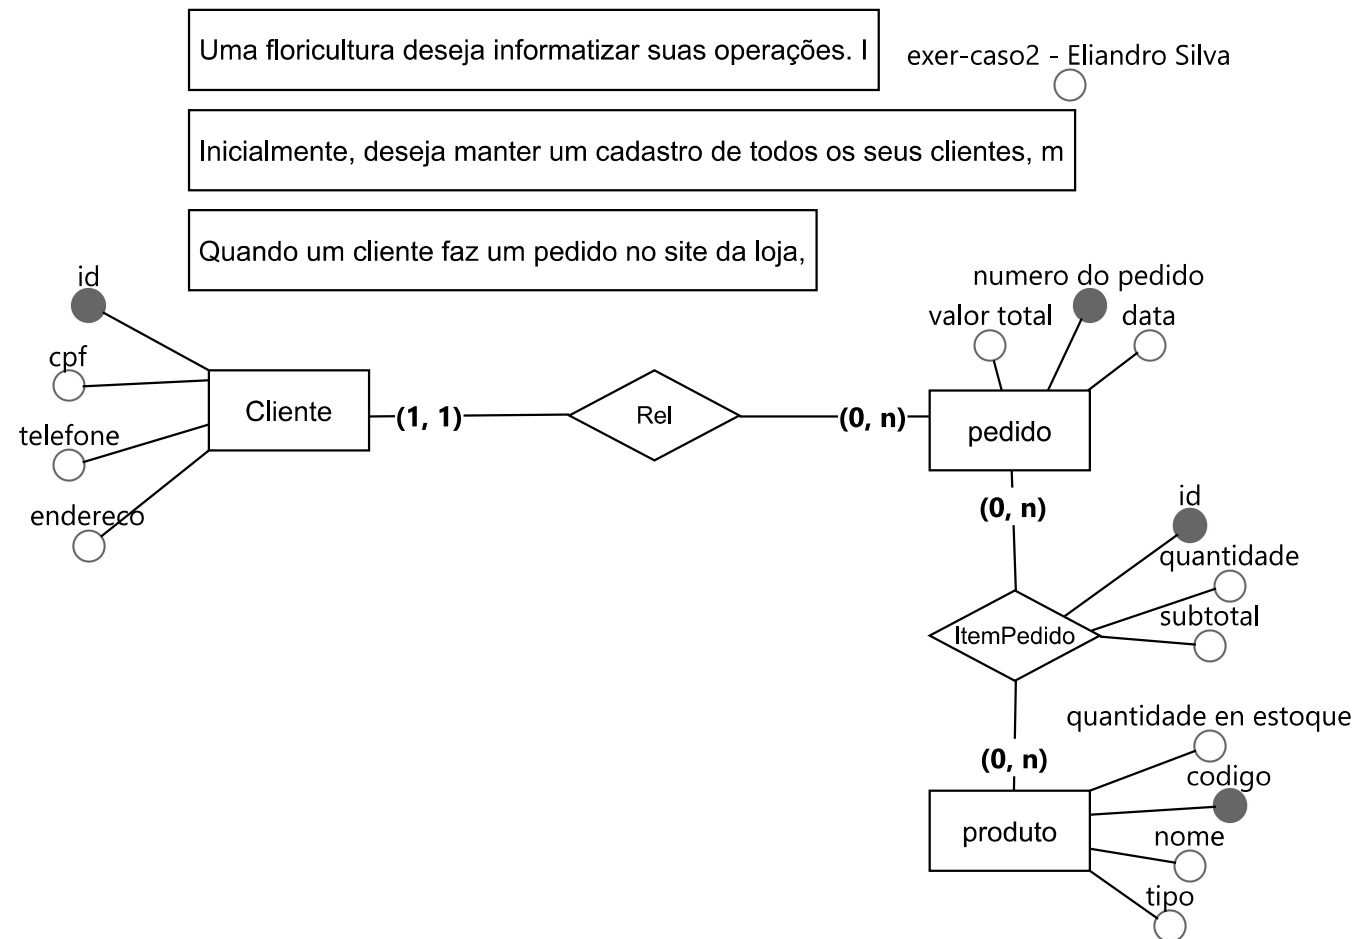 Uma floricultura deseja informatizar suas operações. I
exer-caso2 - Eliandro Silva
Inicialmente, deseja manter um cadastro de todos os seus clientes, m
Quando um cliente faz um pedido no site da loja,
id
cpf
telefone
endereco
Cliente
(1, 1)
Rel
(0, n)
numero do pedido
valor total
data
pedido
(0, n)
id
quantidade
subtotal
ItemPedido
(0, n)
quantidade en estoque
codigo
nome
tipo
produto